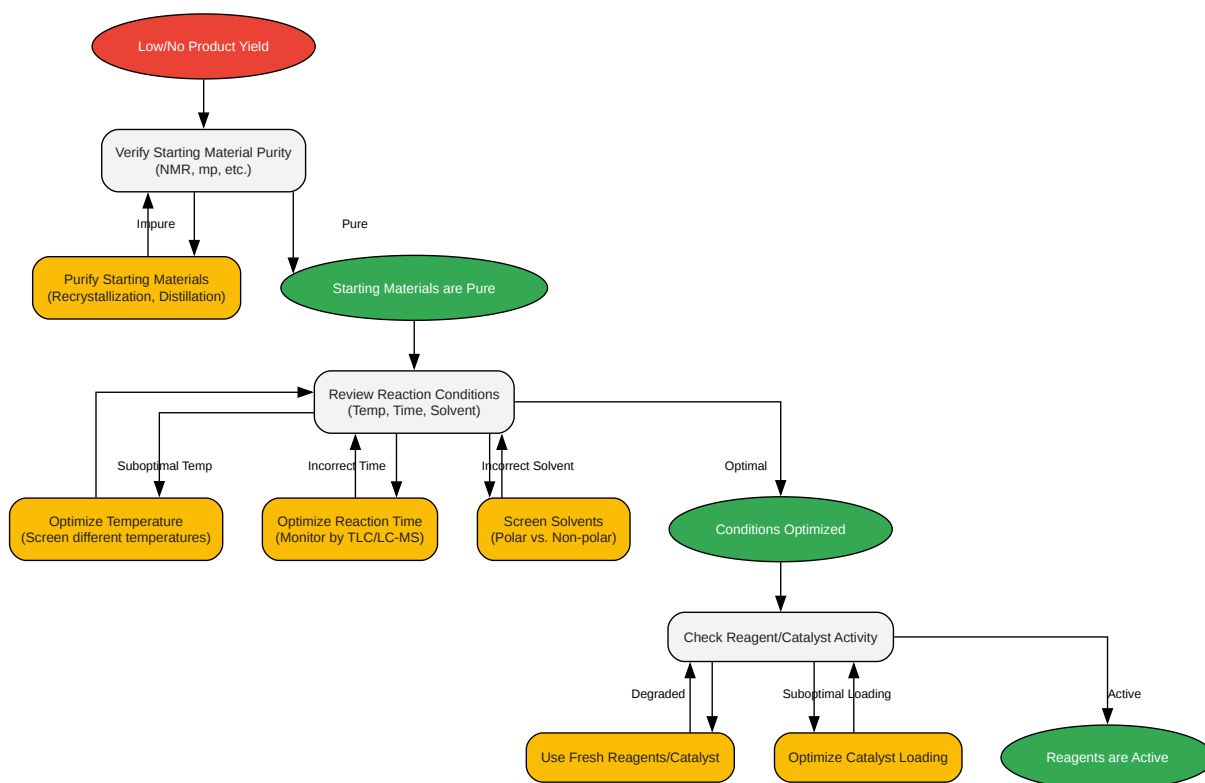 Low/No Product Yield
Verify Starting Material Purity
(NMR, mp, etc.)
Impure
Pure
Purify Starting Materials
(Recrystallization, Distillation)
Starting Materials are Pure
Review Reaction Conditions
(Temp, Time, Solvent)
Suboptimal Temp
Incorrect Time
Incorrect Solvent
Optimal
Optimize Temperature
(Screen different temperatures)
Optimize Reaction Time
(Monitor by TLC/LC-MS)
Screen Solvents
(Polar vs. Non-polar)
Conditions Optimized
Check Reagent/Catalyst Activity
Degraded
Suboptimal Loading
Active
Use Fresh Reagents/Catalyst
Optimize Catalyst Loading
Reagents are Active